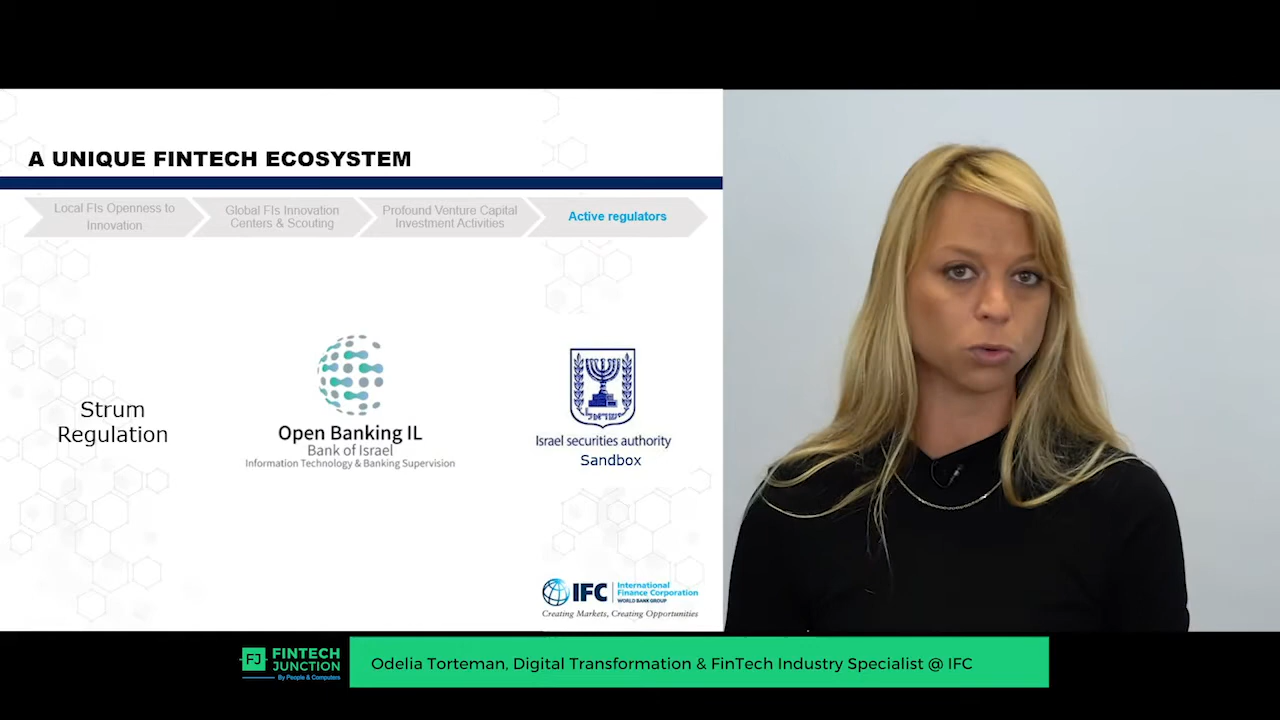 A UNIQUE FINTECH ECOSYSTEM
Local FIs Openness to
Innovation
Global FIs Innovation
Centers & Scouting
Profound Venture Capital
Investment Activities
Active regulators
Strum
Regulation
Open Banking IL
Bank of Israel
Information Technology & Banking Supervision
ישראל
Israel securities authority
Sandbox
IFC
International
Finance Corporation
WORLD BANK GROUP
Creating Markets, Creating Opportunities
FJ
FINTECH
JUNCTION
By People & Computers
Odelia Torteman, Digital Transformation & FinTech Industry Specialist @ IFC